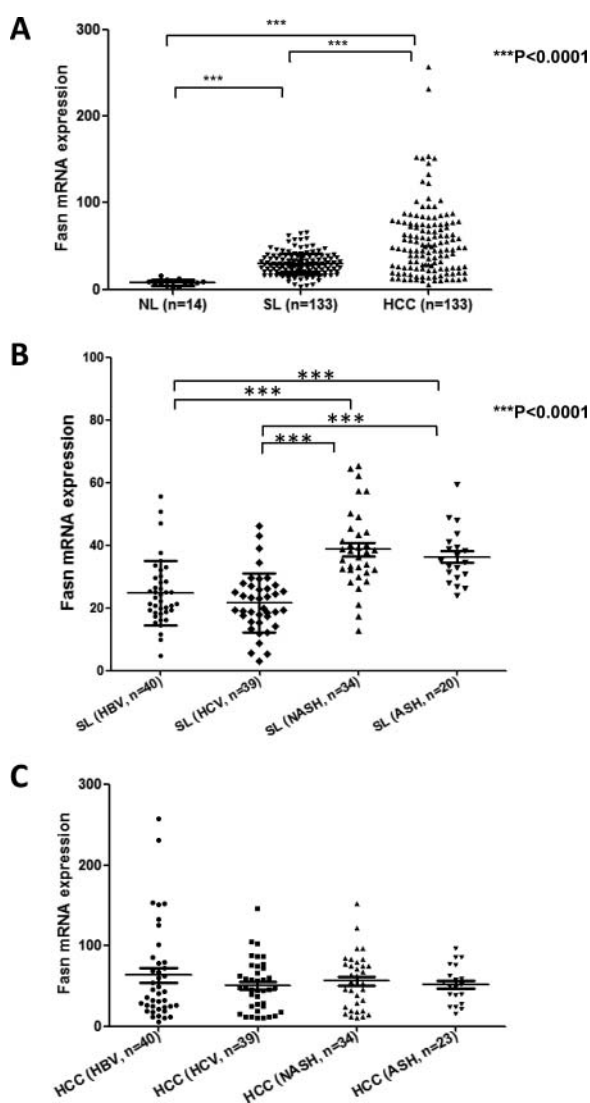 A
***
***
***
***P<0.0001
300
200
100
0
Fasn mRNA expression
NL (n=14)
SL (n=133)
HCC (n=133)
B
***
***
***
***
***P<0.0001
100
80
60
40
20
0
Fasn mRNA expression
SL (HBV, n=40)
SL (HCV, n=39)
SL (NASH, n=34)
SL (ASH, n=20)
C
300
200
100
0
Fasn mRNA expression
HCC (HBV, n=40)
HCC (HCV, n=39)
HCC (NASH, n=34)
HCC (ASH, n=23)